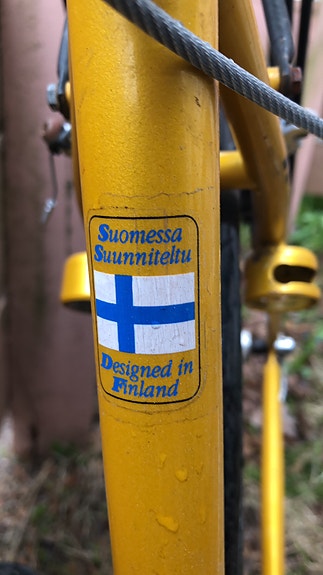 Suomessa
Suunniteltu
Designed in
Finland